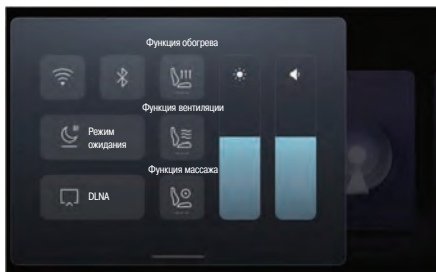 Функция обогрева
Функция вентиляции
Режим
ожидания
Функция массажа
DLNA